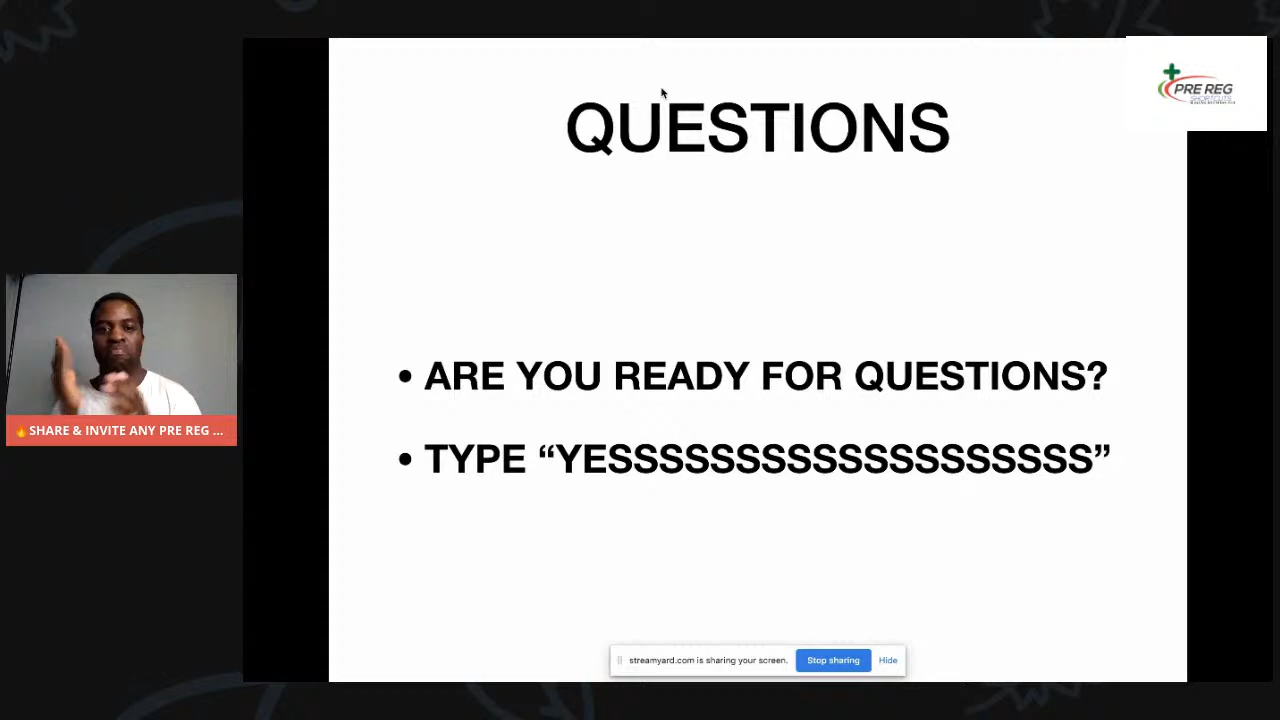 QUESTIONS
PRE REG
SHORTCUTS
• ARE YOU READY FOR QUESTIONS?
• TYPE “YESSSSSSSSSSSSSSSSSSS”
🔥SHARE & INVITE ANY PRE REG ...
streamyard.com is sharing your screen. Stop sharing Hide